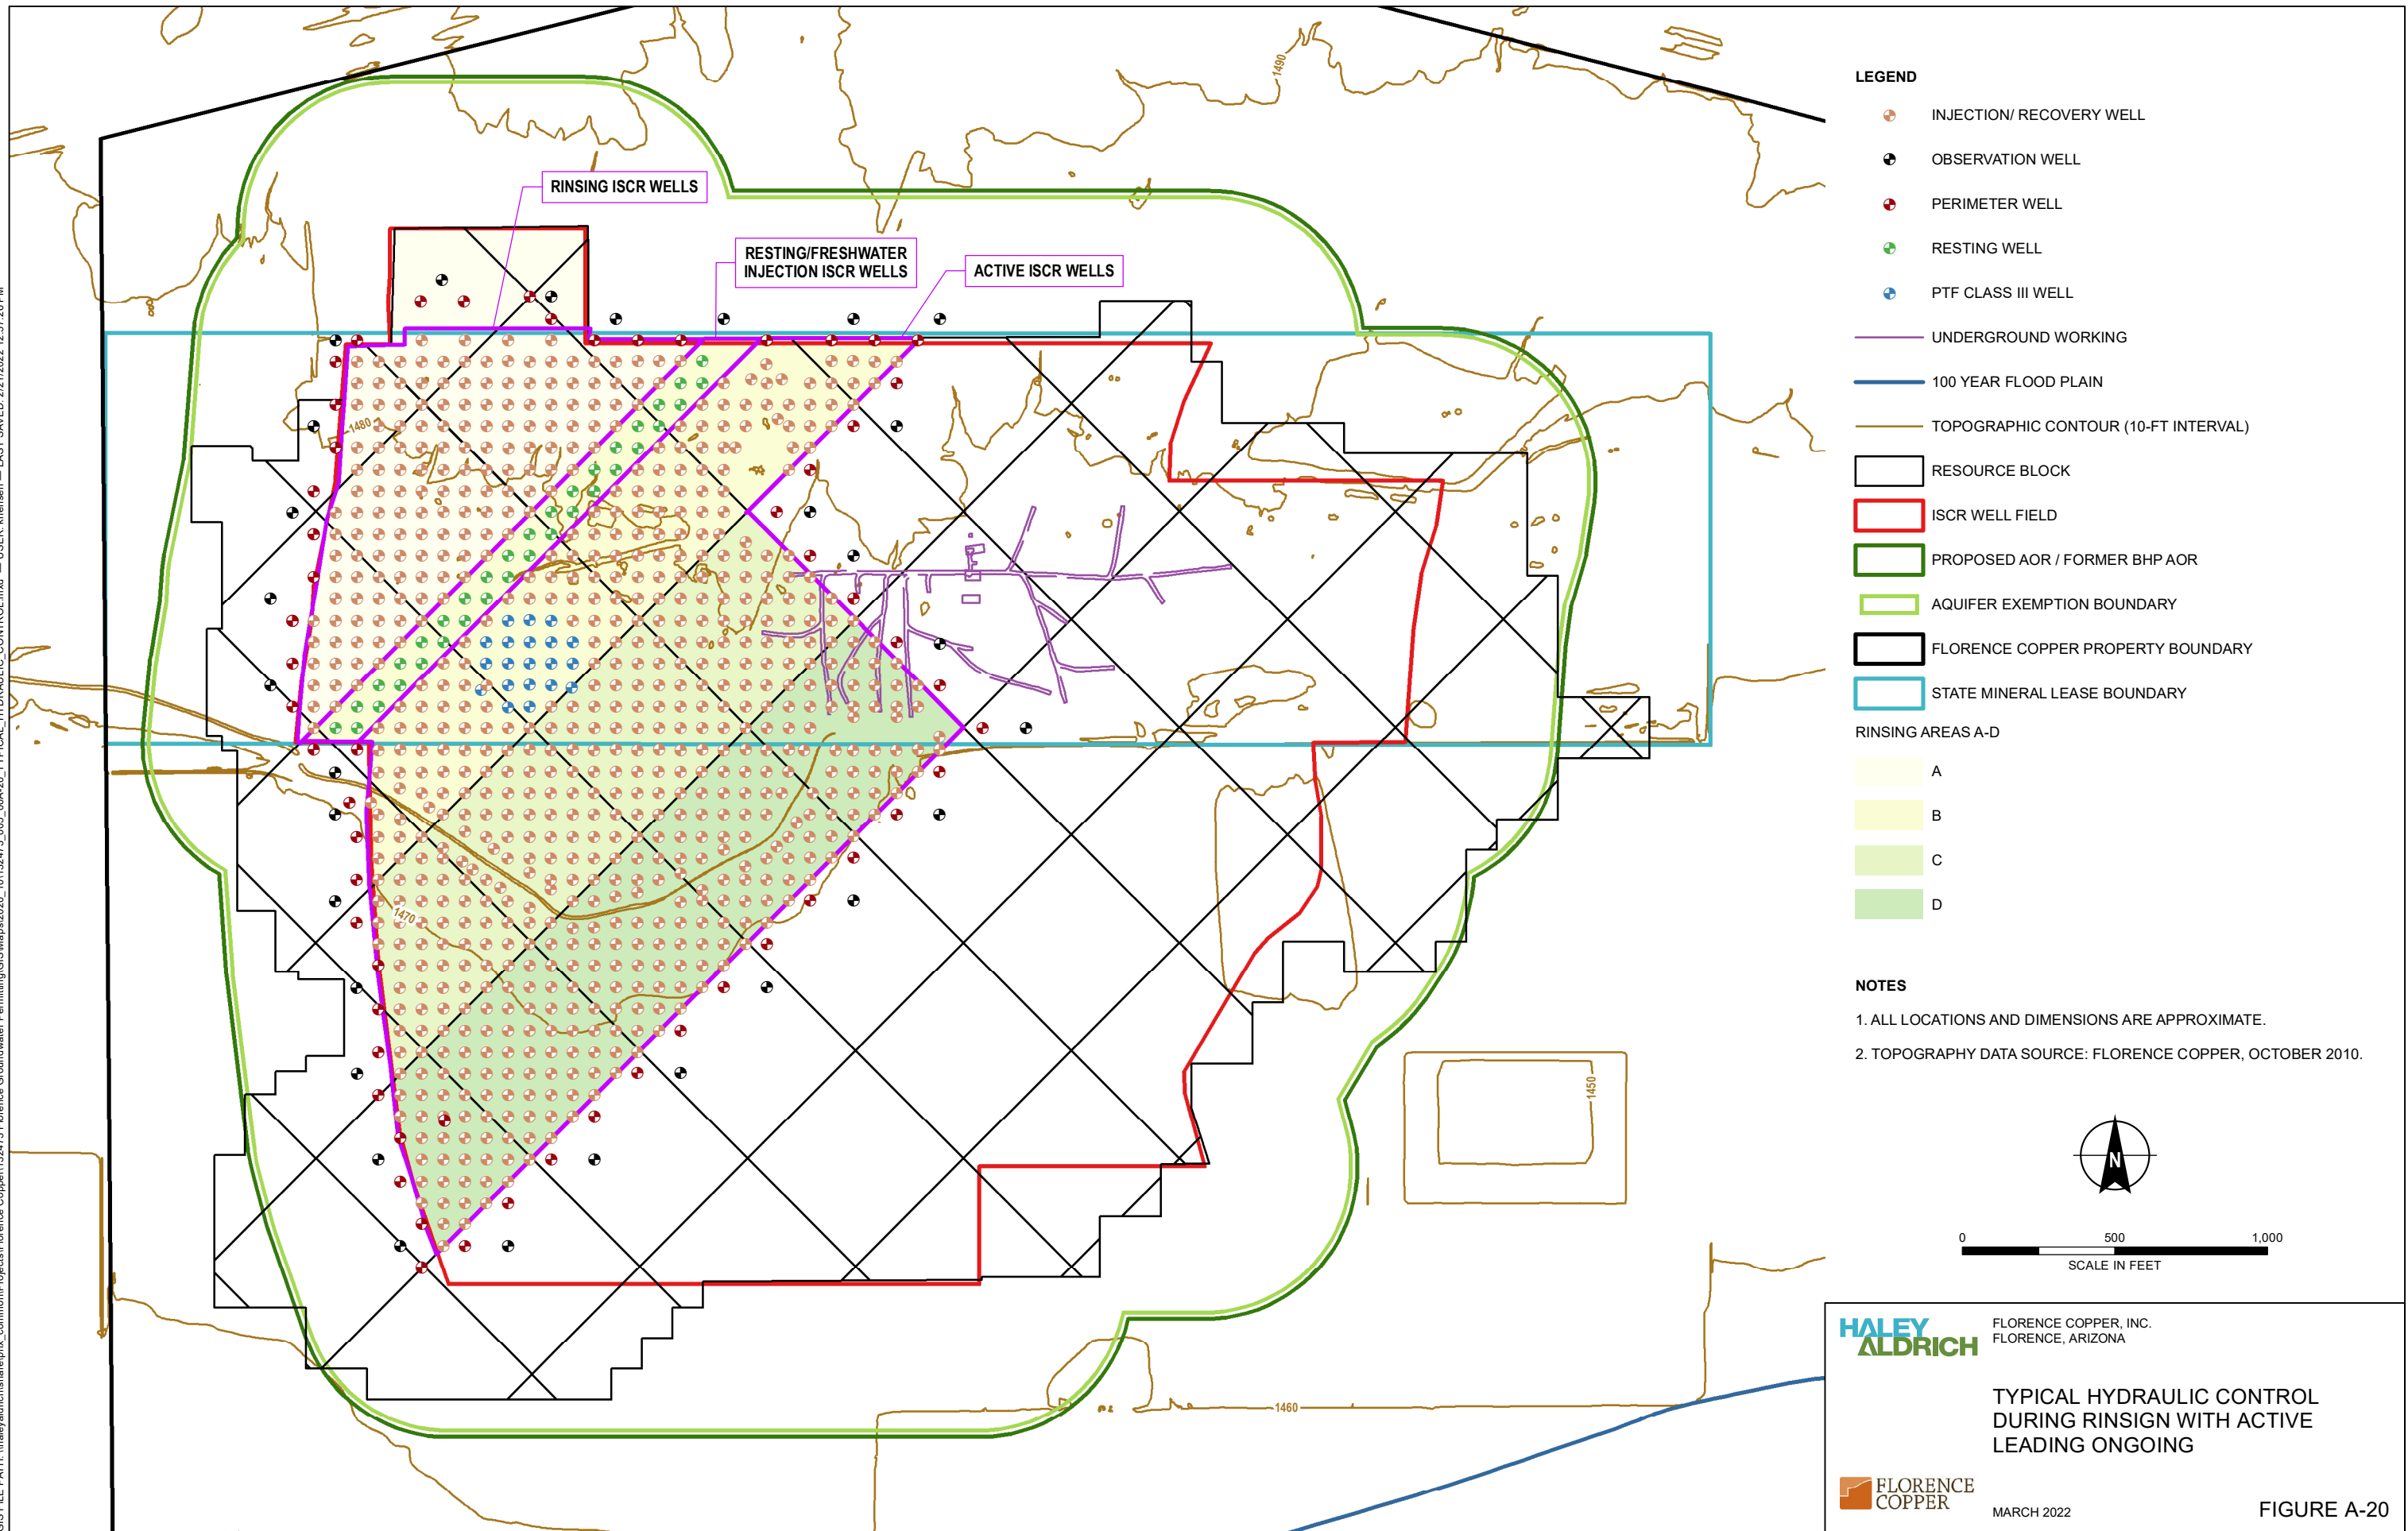 1490
RINSING ISCR WELLS
RESTING/FRESHWATER
INJECTION ISCR WELLS
ACTIVE ISCR WELLS
1480
1470
1450
1460
LEGEND
INJECTION/ RECOVERY WELL
OBSERVATION WELL
PERIMETER WELL
RESTING WELL
PTF CLASS III WELL
UNDERGROUND WORKING
100 YEAR FLOOD PLAIN
TOPOGRAPHIC CONTOUR (10-FT INTERVAL)
RESOURCE BLOCK
ISCR WELL FIELD
PROPOSED AOR / FORMER BHP AOR
AQUIFER EXEMPTION BOUNDARY
FLORENCE COPPER PROPERTY BOUNDARY
STATE MINERAL LEASE BOUNDARY
RINSING AREAS A-D
A
B
C
D
NOTES
1. ALL LOCATIONS AND DIMENSIONS ARE APPROXIMATE.
2. TOPOGRAPHY DATA SOURCE: FLORENCE COPPER, OCTOBER 2010.
N
0 500 1,000
SCALE IN FEET
HALEY
ALDRICH
FLORENCE COPPER, INC.
FLORENCE, ARIZONA
TYPICAL HYDRAULIC CONTROL
DURING RINSIGN WITH ACTIVE
LEADING ONGOING
FLORENCE
COPPER
MARCH 2022
FIGURE A-20